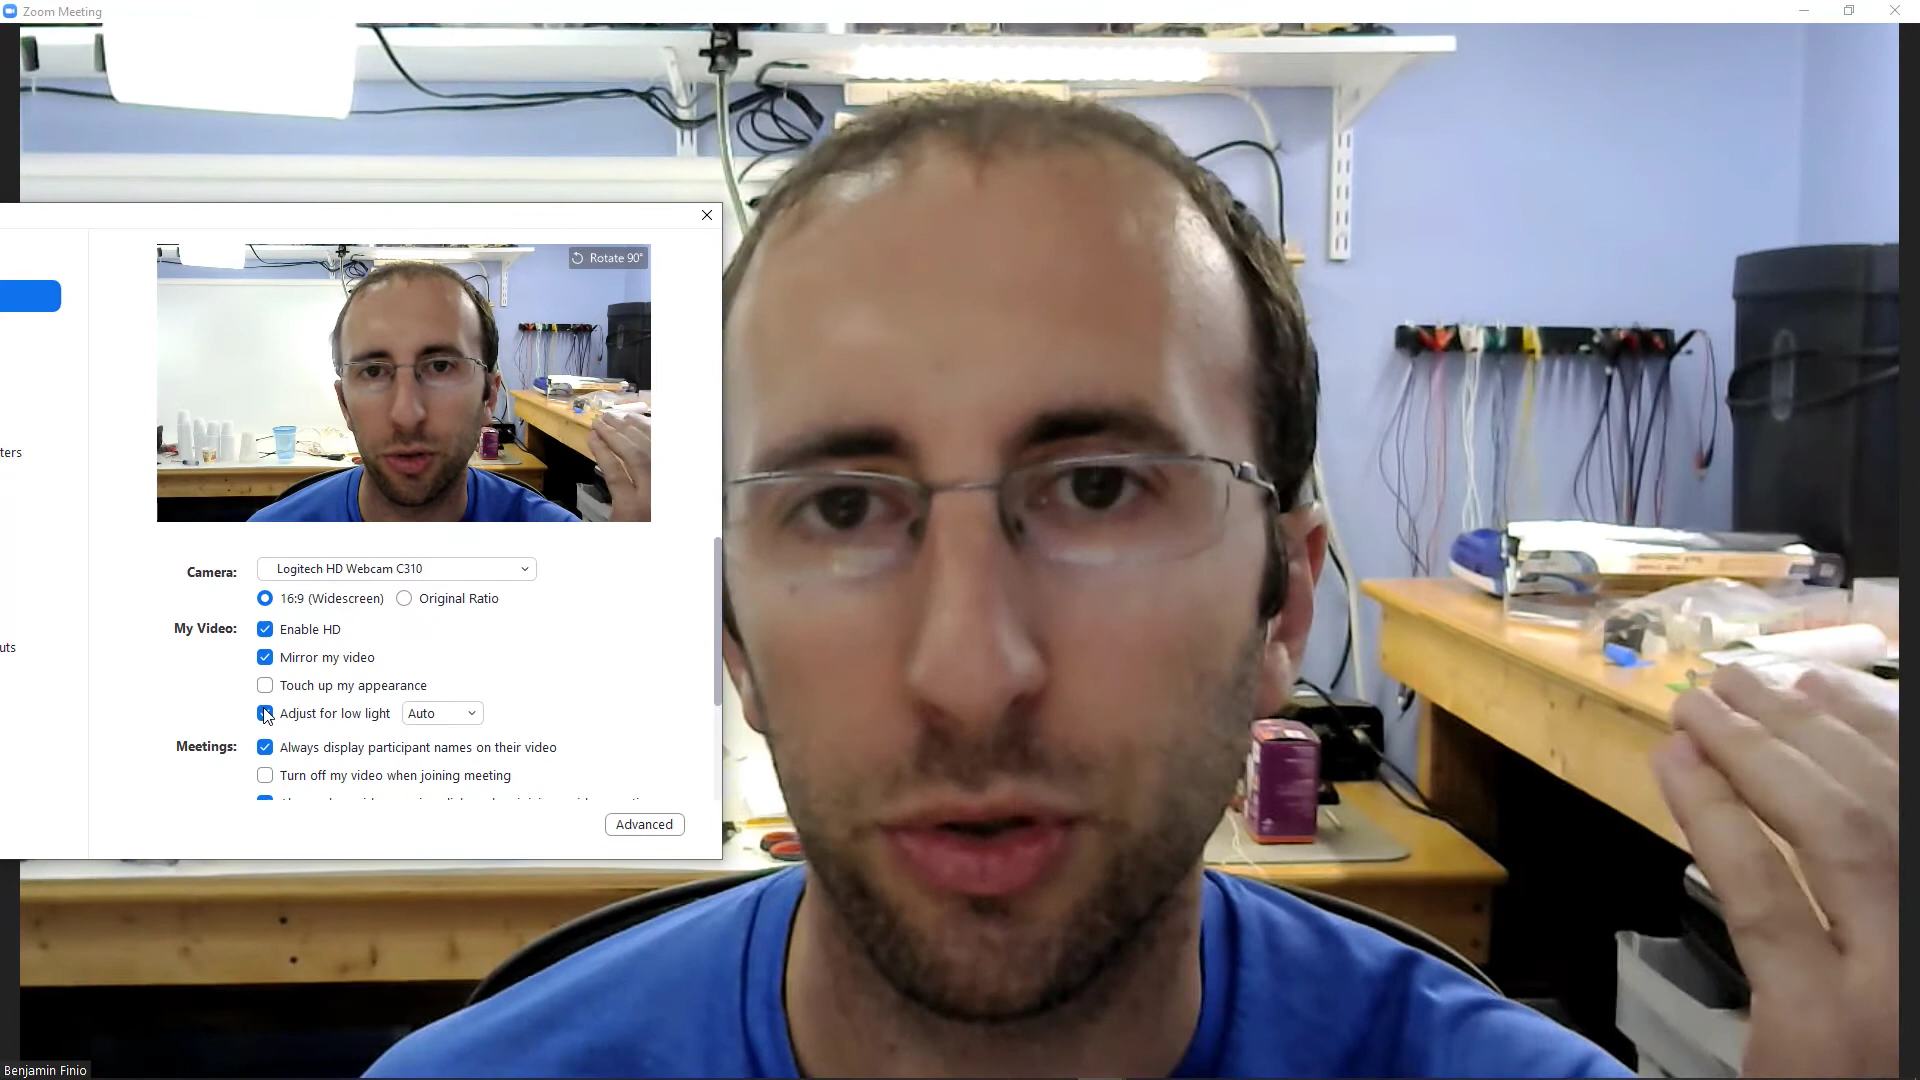 Zoom Meeting
Rotate 90°
ters
Camera: Logitech HD Webcam C310
16:9 (Widescreen) Original Ratio
My Video: Enable HD
Mirror my video
uts
Touch up my appearance
Adjust for low light Auto
Meetings: Always display participant names on their video
Turn off my video when joining meeting
Advanced
Benjamin Finio